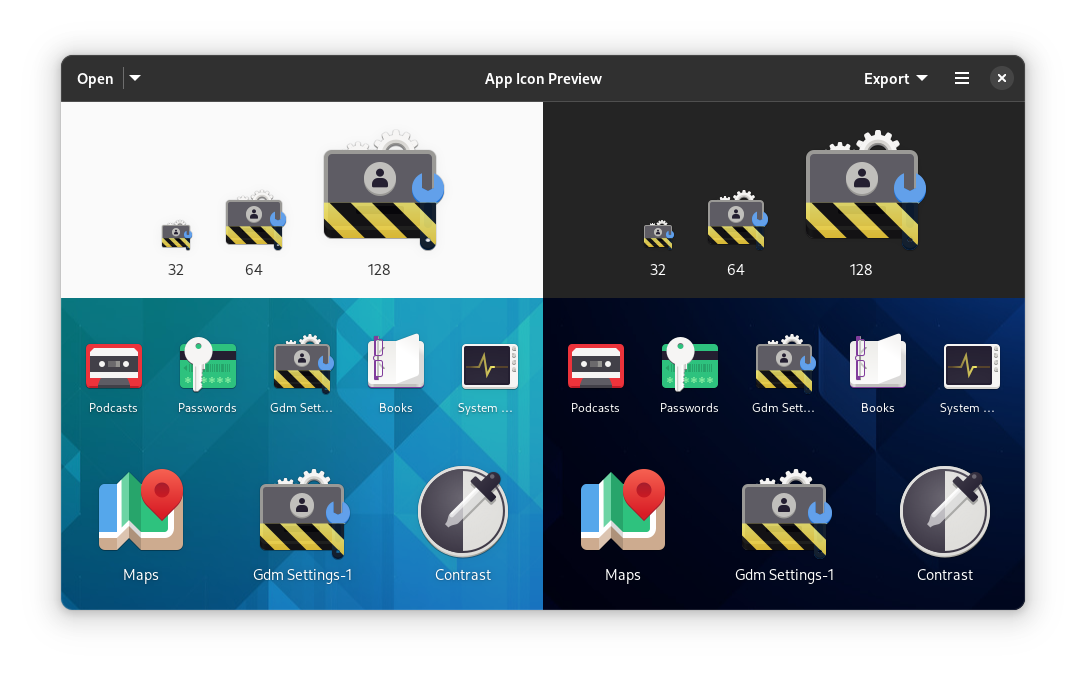 Open App Icon Preview Export
32 64 128
32 64 128
Podcasts Passwords Gdm Sett... Books System ...
Podcasts Passwords Gdm Sett... Books System ...
Maps Gdm Settings-1 Contrast
Maps Gdm Settings-1 Contrast